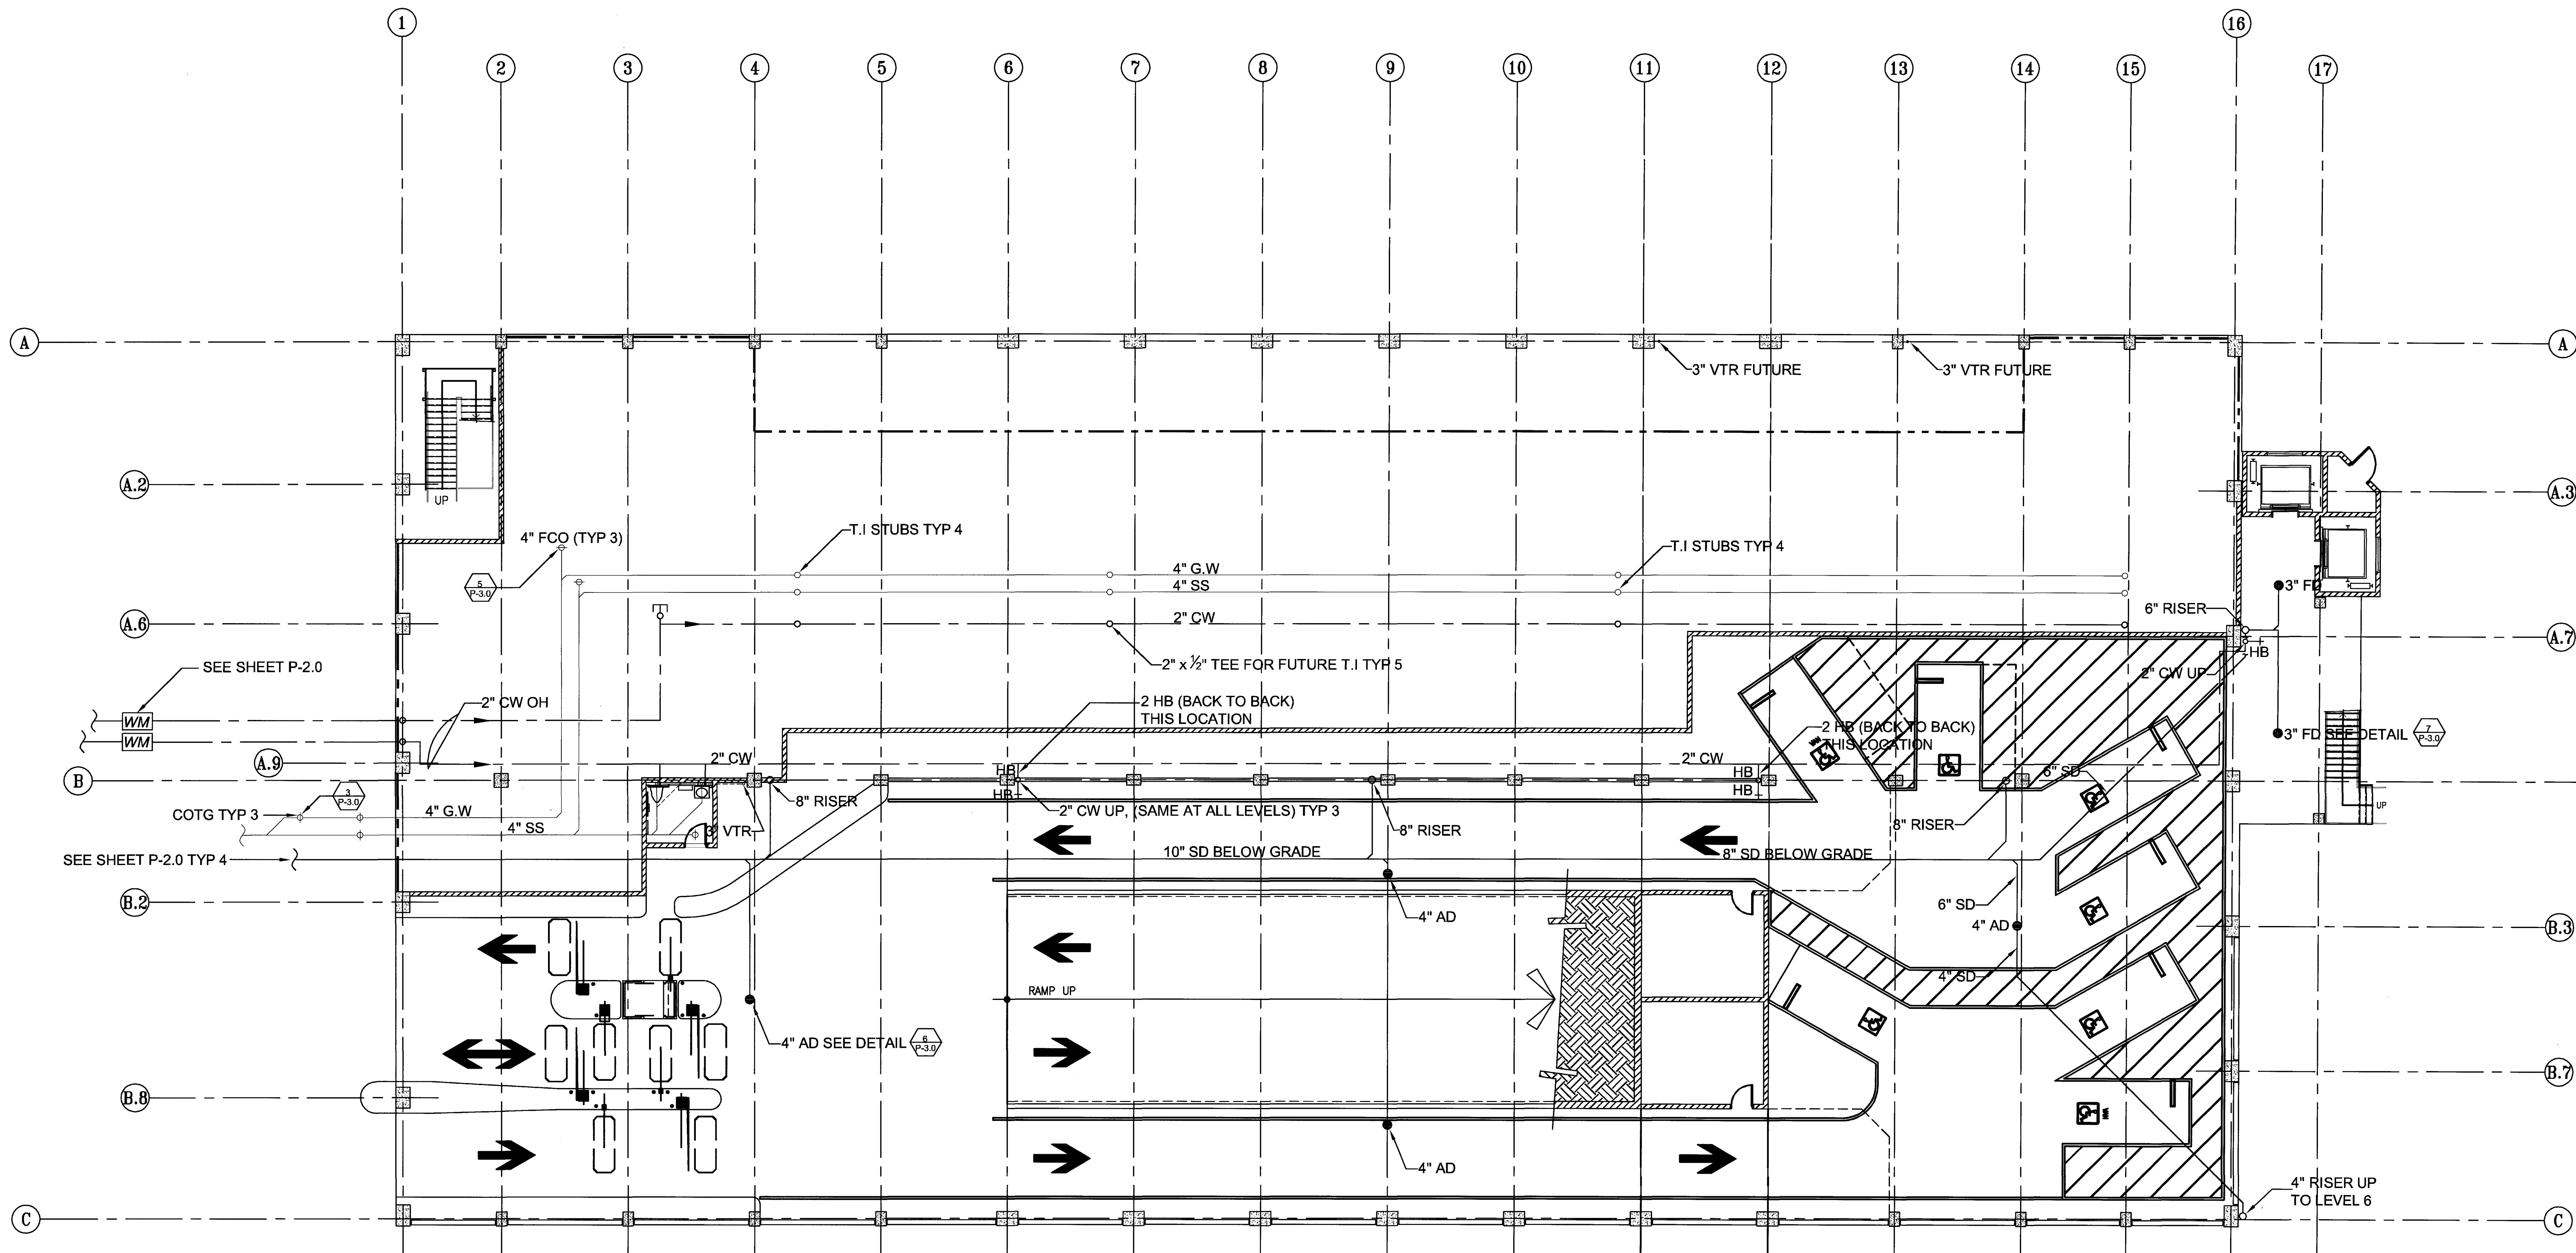 1
16
2
3
4
5
6
7
8
9
10
11
12
13
14
15
17
A
A
3" VTR FUTURE
3" VTR FUTURE
A.2
A.3
UP
4" FCO (TYP 3)
T.I STUBS TYP 4
T.I STUBS TYP 4
5
P-3.0
4" G.W
4" SS
3" FD
6" RISER
A.6
2" CW
A.7
HB
2" x 1/2" TEE FOR FUTURE T.I TYP 5
2" CW UP
SEE SHEET P-2.0
WM
WM
2" CW OH
2 HB (BACK TO BACK)
THIS LOCATION
2 HB (BACK TO BACK)
THIS LOCATION
VAN
3" FD SEE DETAIL
7
P-3.0
A.9
B
2" CW
2" CW
HB
HB
HB
HB
6" SD
3
P-3.0
COTG TYP 3
4" G.W
4" SS
8" RISER
2" CW UP, (SAME AT ALL LEVELS) TYP 3
3" VTR
8" RISER
8" RISER
UP
SEE SHEET P-2.0 TYP 4
10" SD BELOW GRADE
8" SD BELOW GRADE
B.2
4" AD
6" SD
4" AD
B.3
4" SD
RAMP UP
4" AD SEE DETAIL
6
P-3.0
B.8
B.7
VAN
4" AD
4" RISER UP
TO LEVEL 6
C
C